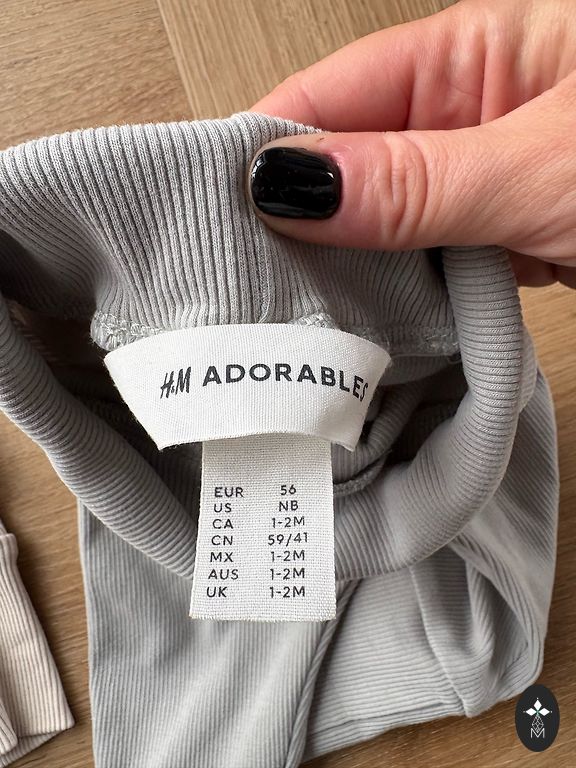 H&M ADORABLES
EUR 56
US NB
CA 1-2M
CN 59/41
MX 1-2M
AUS 1-2M
UK 1-2M
M